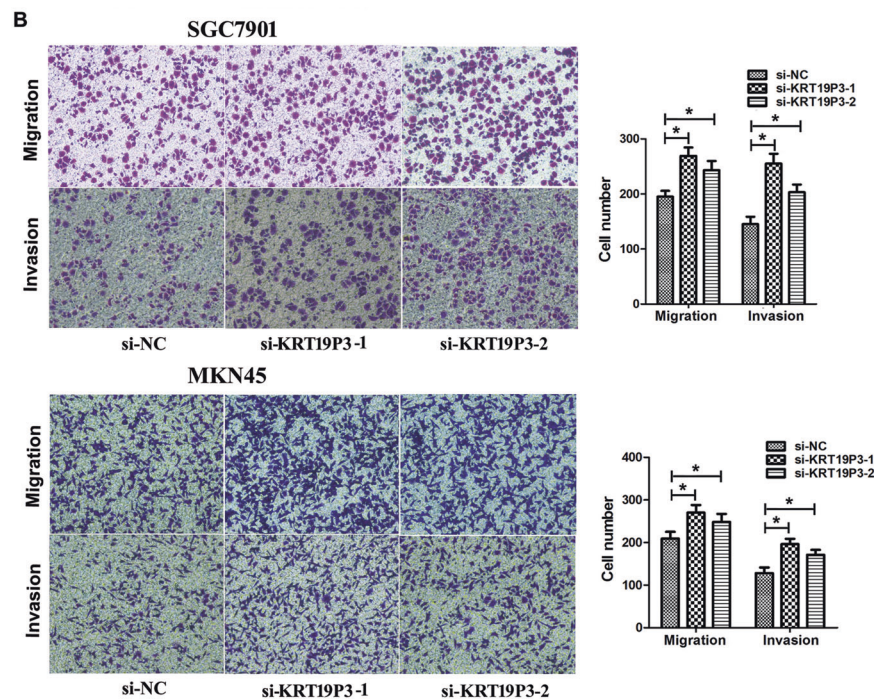 B
SGC7901
Migration
Invasion
si-NC
si-KRT19P3-1
si-KRT19P3-2
si-NC
si-KRT19P3-1
si-KRT19P3-2
Cell number
300
200
100
0
*
*
*
*
Migration
Invasion
MKN45
Migration
Invasion
si-NC
si-KRT19P3-1
si-KRT19P3-2
si-NC
si-KRT19P3-1
si-KRT19P3-2
Cell number
400
300
200
100
0
*
*
*
*
Migration
Invasion